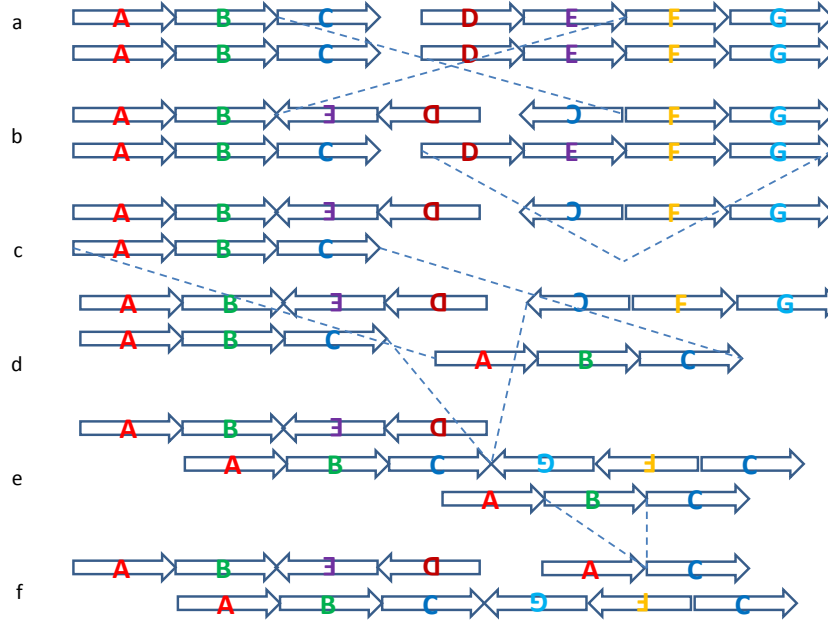 a
A B C D E F G
A B C D E F G
b
A B E D C F G
A B C D E F G
A B E D C F G
c
A B C
A B E D C F G
A B C
d
A B C
A B E D
e
A B C G F C
A B C
A B E D A C
f
A B C G F C